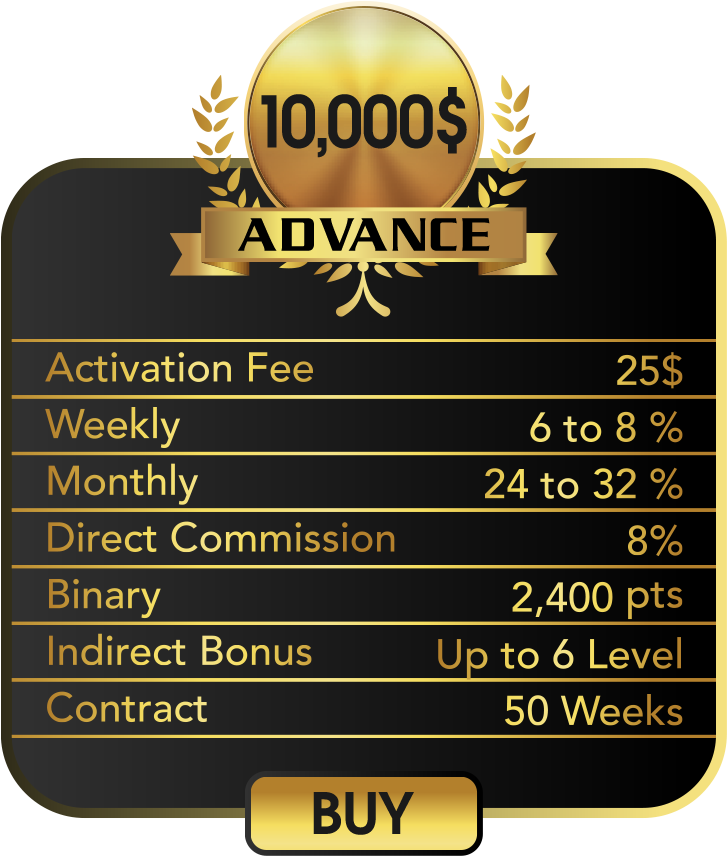 10,000$
ADVANCE
Activation Fee 25$
Weekly 6 to 8 %
Monthly 24 to 32 %
Direct Commission 8%
Binary 2,400 pts
Indirect Bonus Up to 6 Level
Contract 50 Weeks
BUY